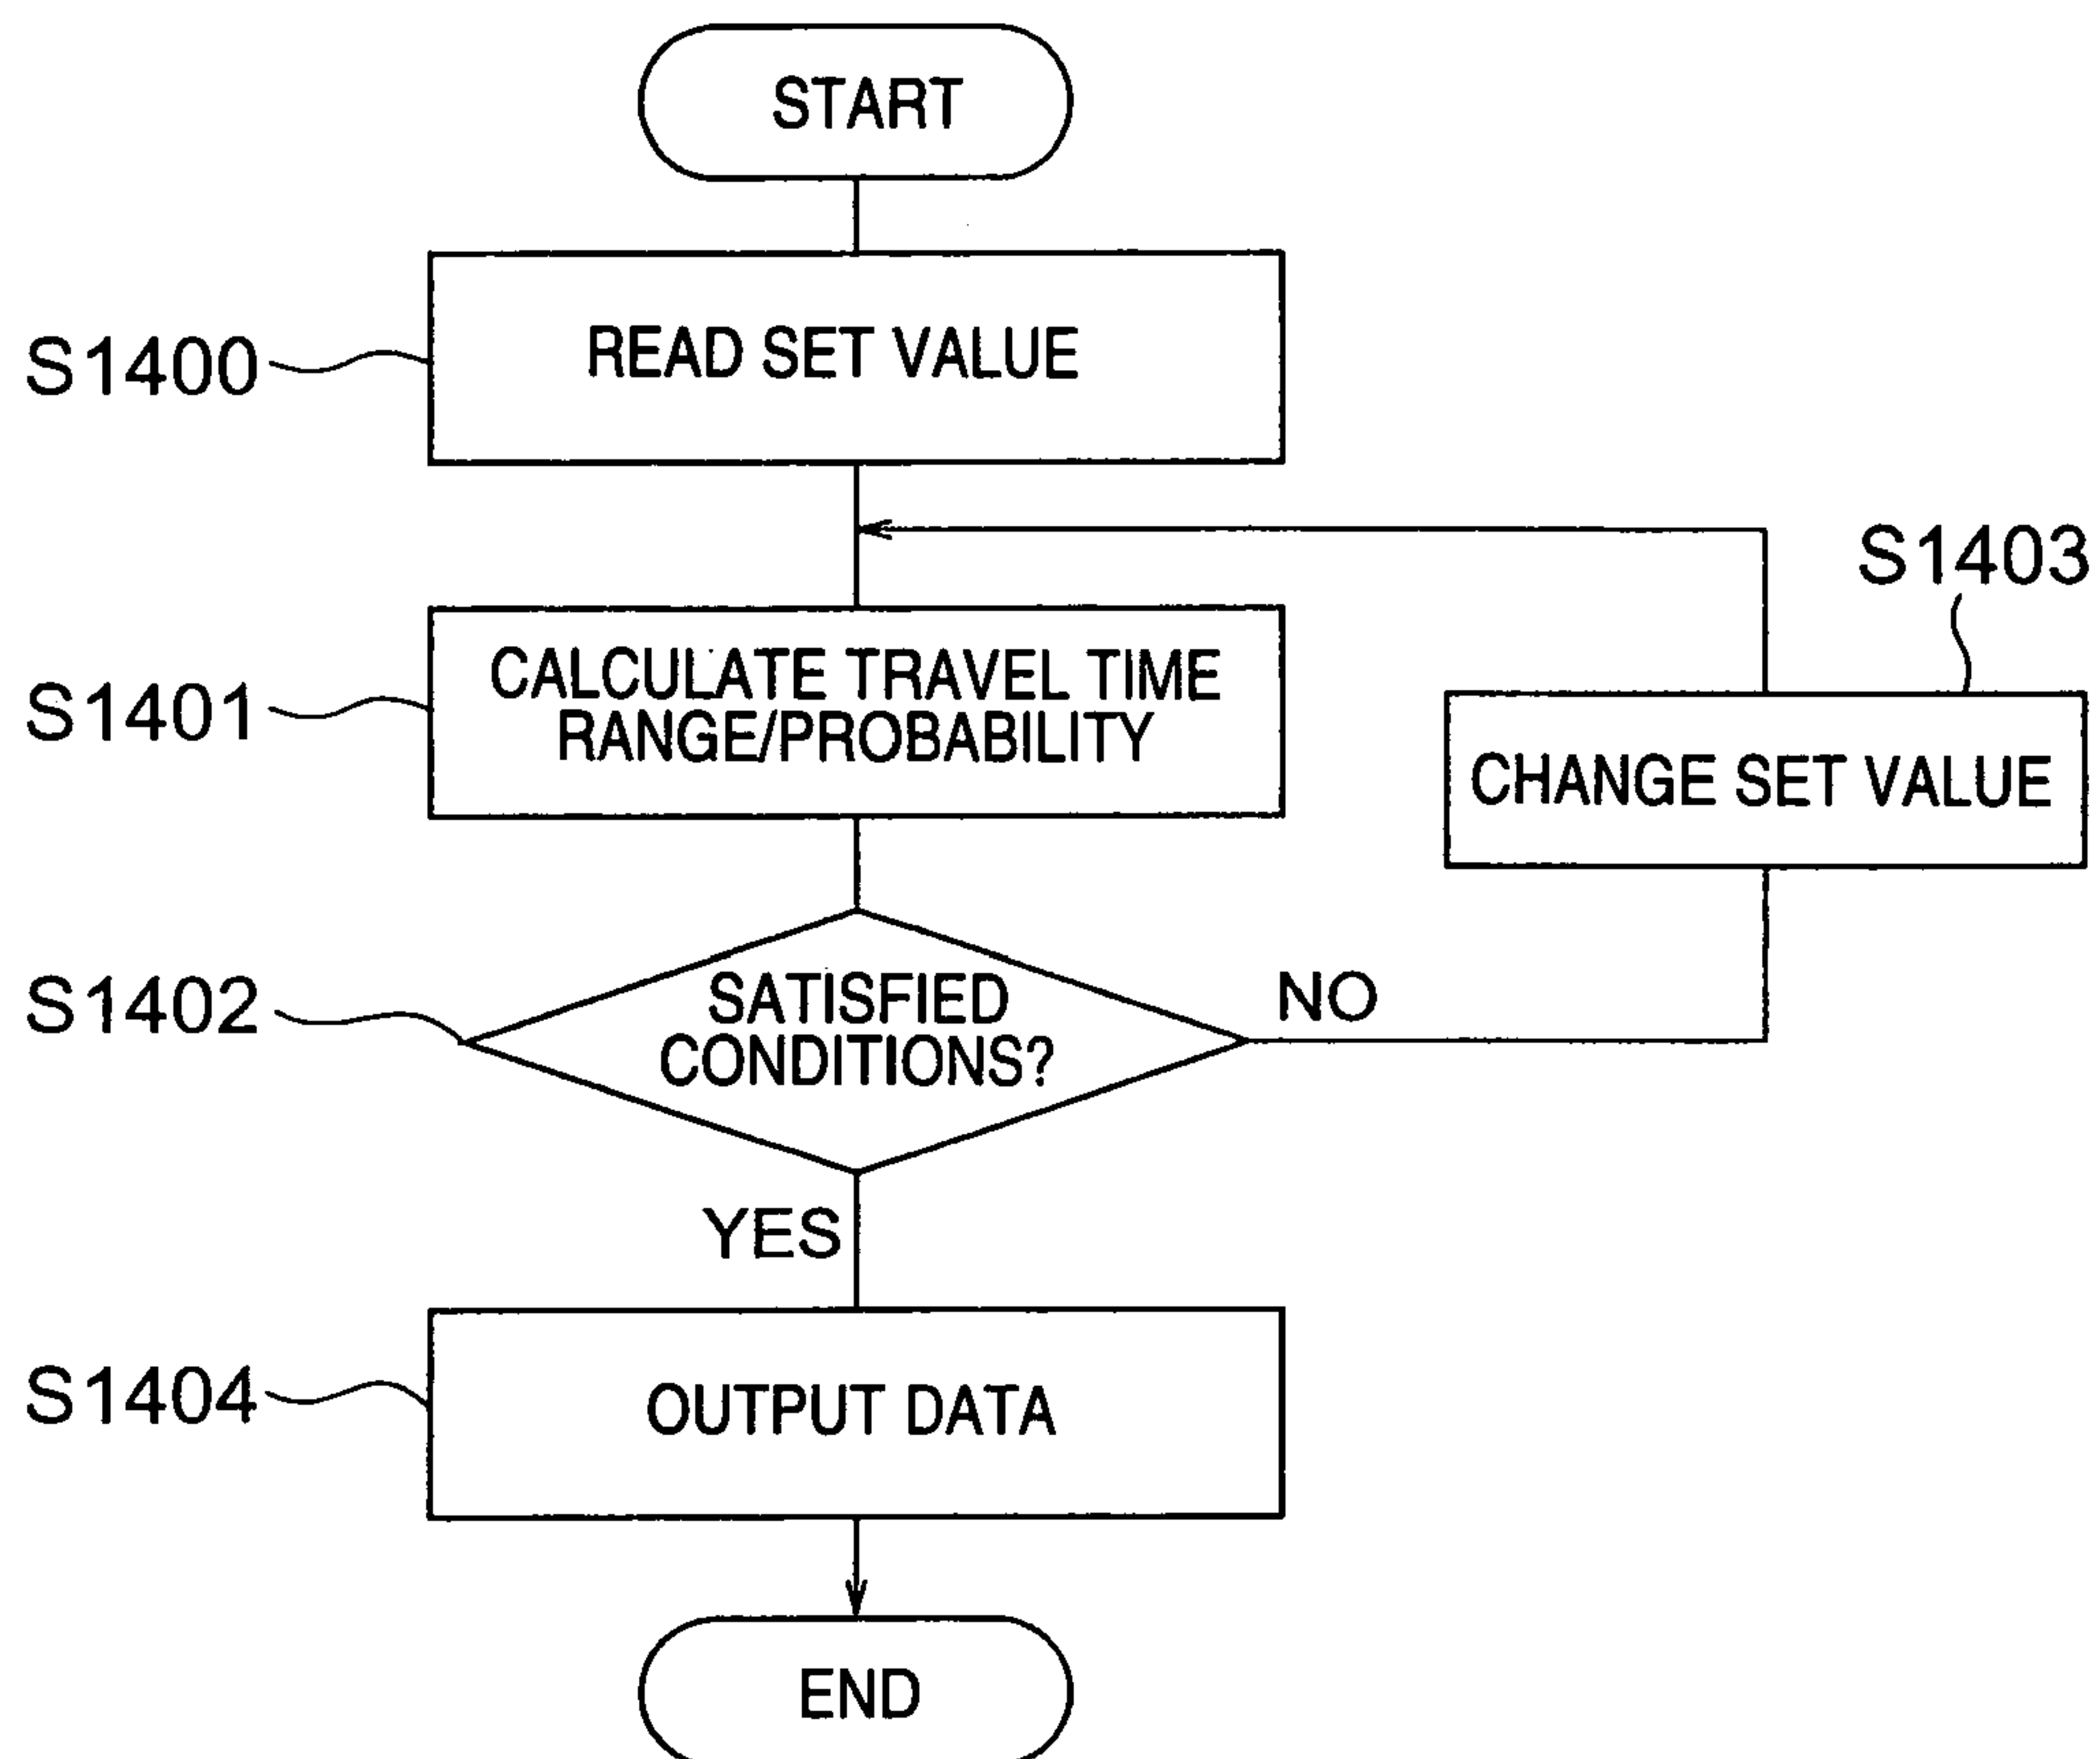 START
S1400
READ SET VALUE
S1403
S1401
CALCULATE TRAVEL TIME
RANGE/PROBABILITY
CHANGE SET VALUE
S1402
SATISFIED
CONDITIONS?
NO
YES
S1404
OUTPUT DATA
END